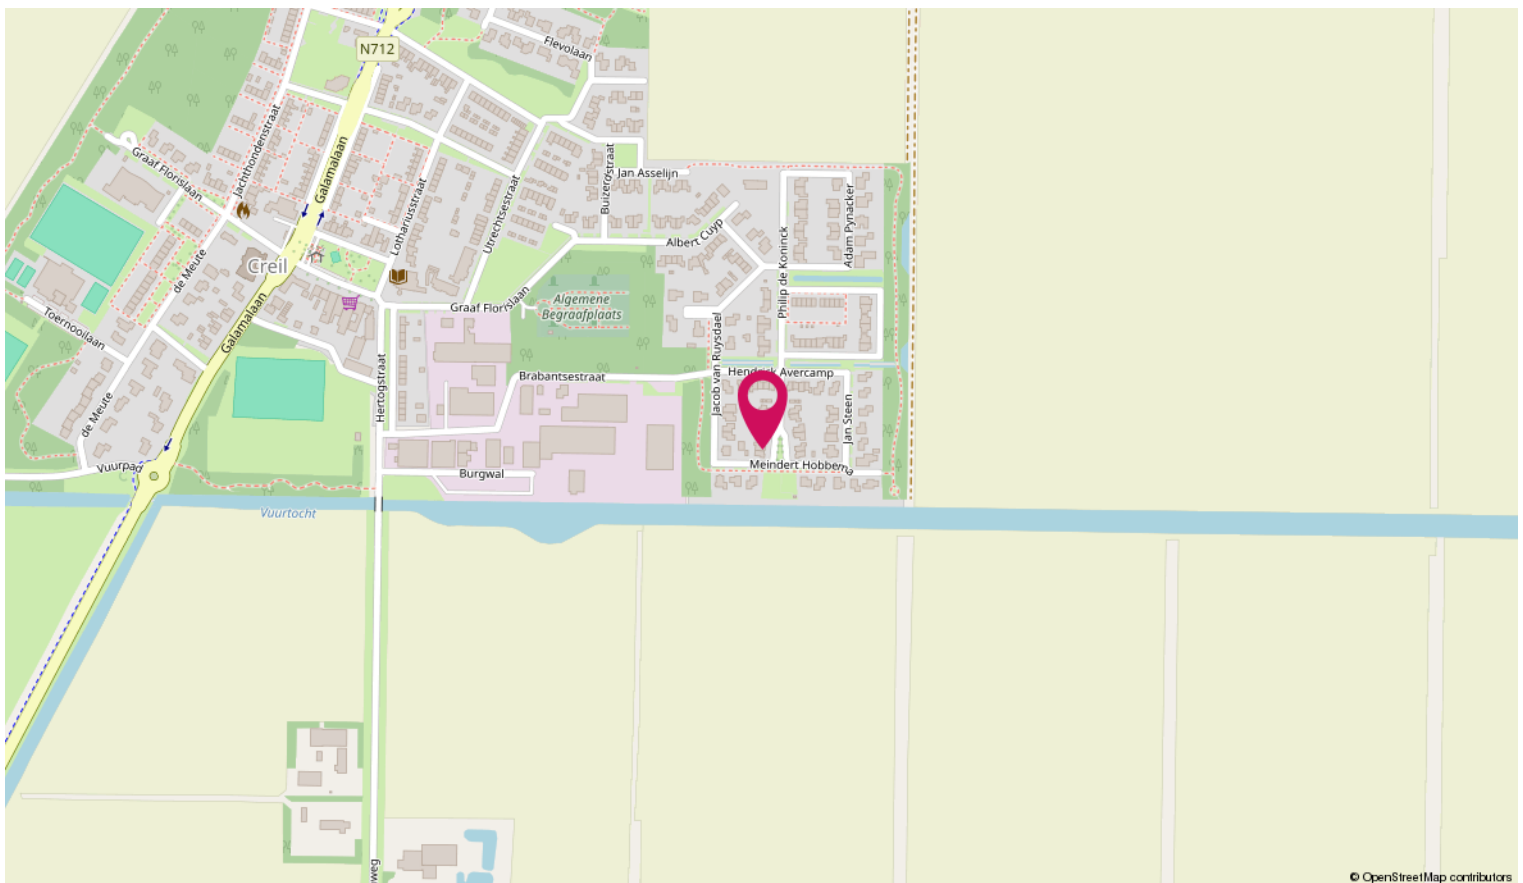 N712
Flevolaan
Jachthondenstraat
Graaf Florislaan
Galamalaan
Lothariusstraat
Utrechtsestraat
Buizerdstraat
Jan Asselijn
Albert Cuyp
Philip de Koninck
Adam Pynacker
Creil
de Meute
Toernooilaan
Galamalaan
Graaf Florislaan
Algemene
Begraafplaats
Jacob van Ruysdael
Hendrick Avercamp
Brabantsestraat
Hertogstraat
Jan Steen
de Meute
Vuurpad
Burgwal
Meindert Hobbema
Vuurtocht
weg
© OpenStreetMap contributors